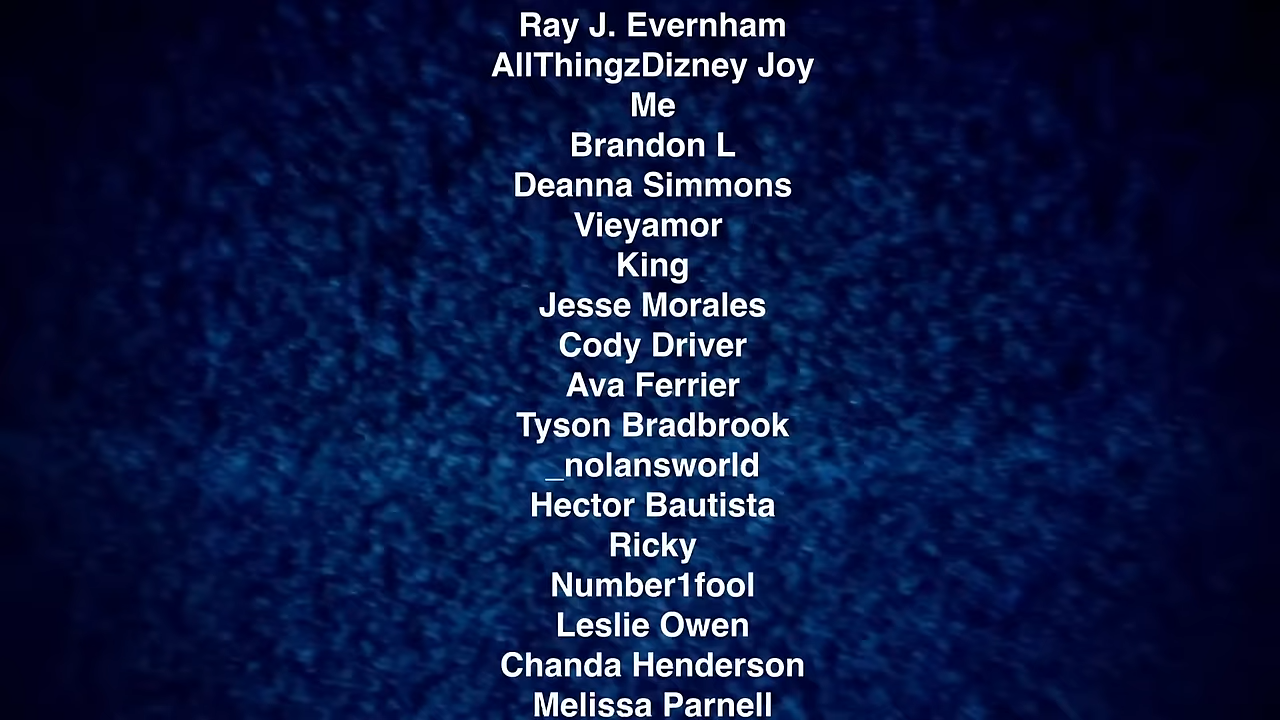 Ray J. Evernham
AllThingzDizney Joy
Me
Brandon L
Deanna Simmons
Vieyamor
King
Jesse Morales
Cody Driver
Ava Ferrier
Tyson Bradbrook
_nolansworld
Hector Bautista
Ricky
Number1fool
Leslie Owen
Chanda Henderson
Melissa Parnell